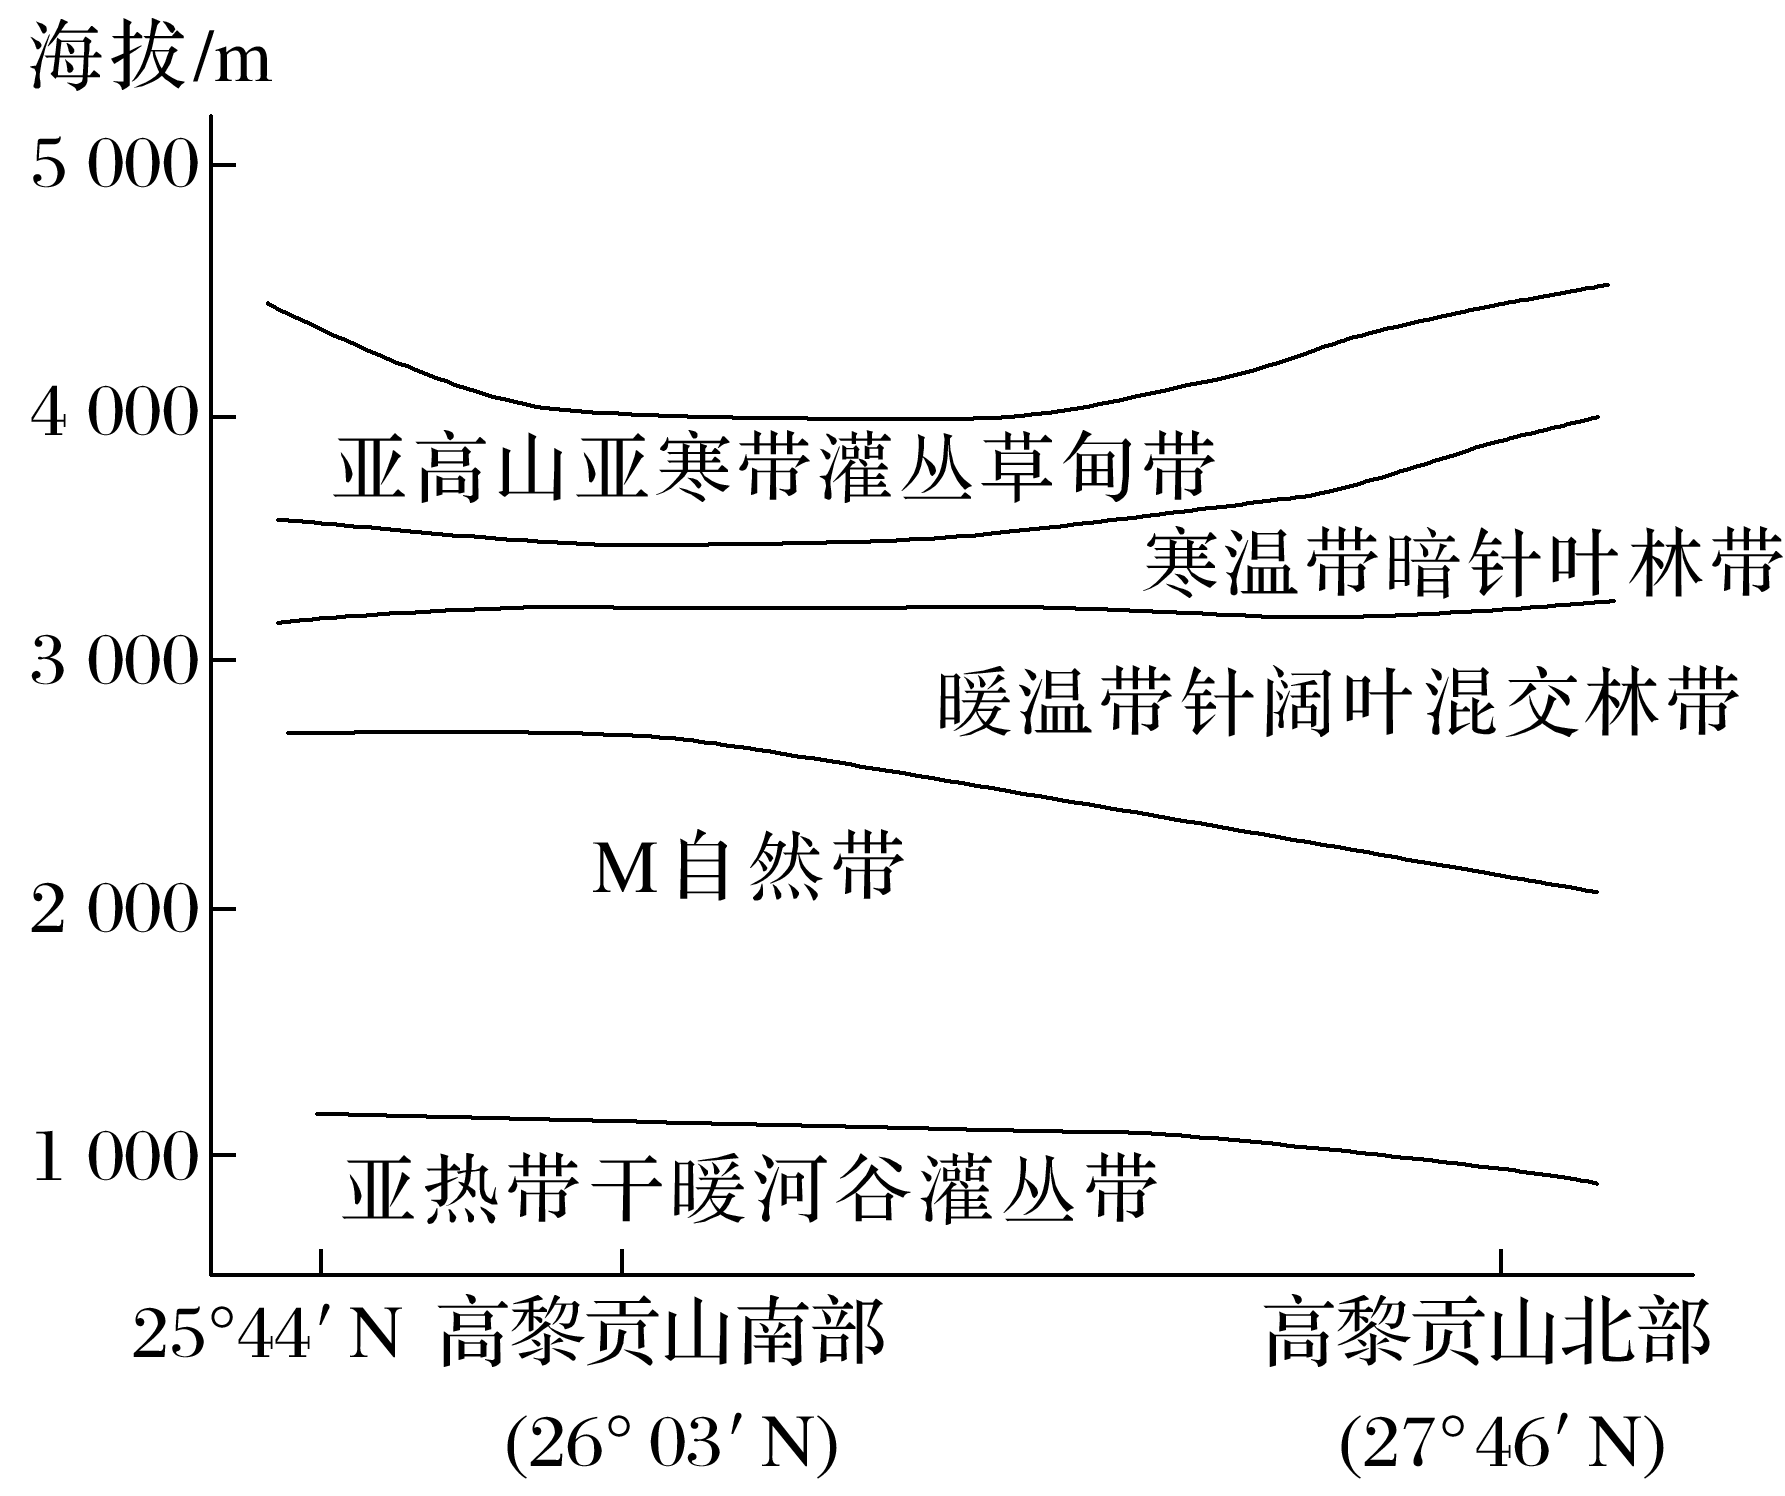 海拔/m
5 000
4 000
亚高山亚寒带灌丛草甸带
寒温带暗针叶林带
3 000
暖温带针阔叶混交林带
M自然带
2 000
1 000
亚热带干暖河谷灌丛带
25°44′N 高黎贡山南部 高黎贡山北部
(26°03′N) (27°46′N)